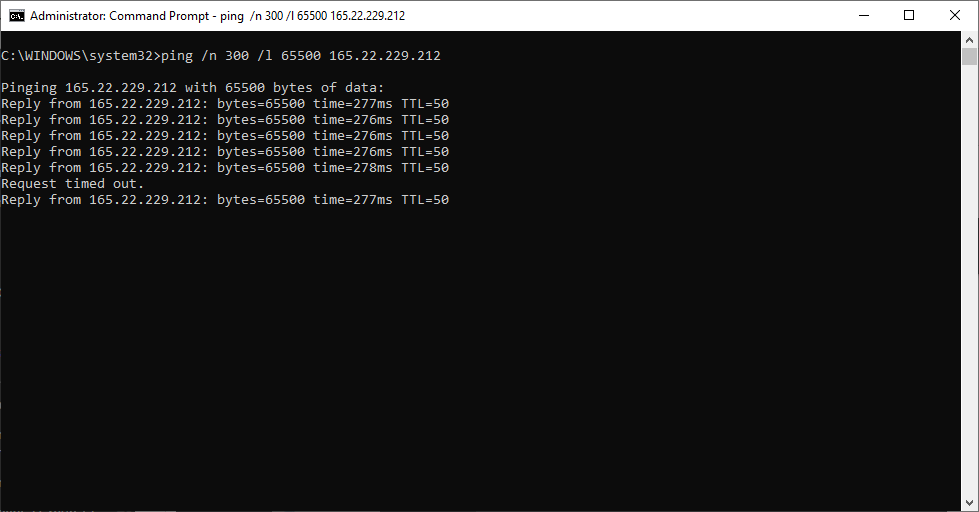 Administrator: Command Prompt - ping  /n 300 /l 65500 165.22.229.212
C:\WINDOWS\system32>ping /n 300 /l 65500 165.22.229.212
Pinging 165.22.229.212 with 65500 bytes of data:
Reply from 165.22.229.212: bytes=65500 time=277ms TTL=50
Reply from 165.22.229.212: bytes=65500 time=276ms TTL=50
Reply from 165.22.229.212: bytes=65500 time=276ms TTL=50
Reply from 165.22.229.212: bytes=65500 time=276ms TTL=50
Reply from 165.22.229.212: bytes=65500 time=278ms TTL=50
Request timed out.
Reply from 165.22.229.212: bytes=65500 time=277ms TTL=50